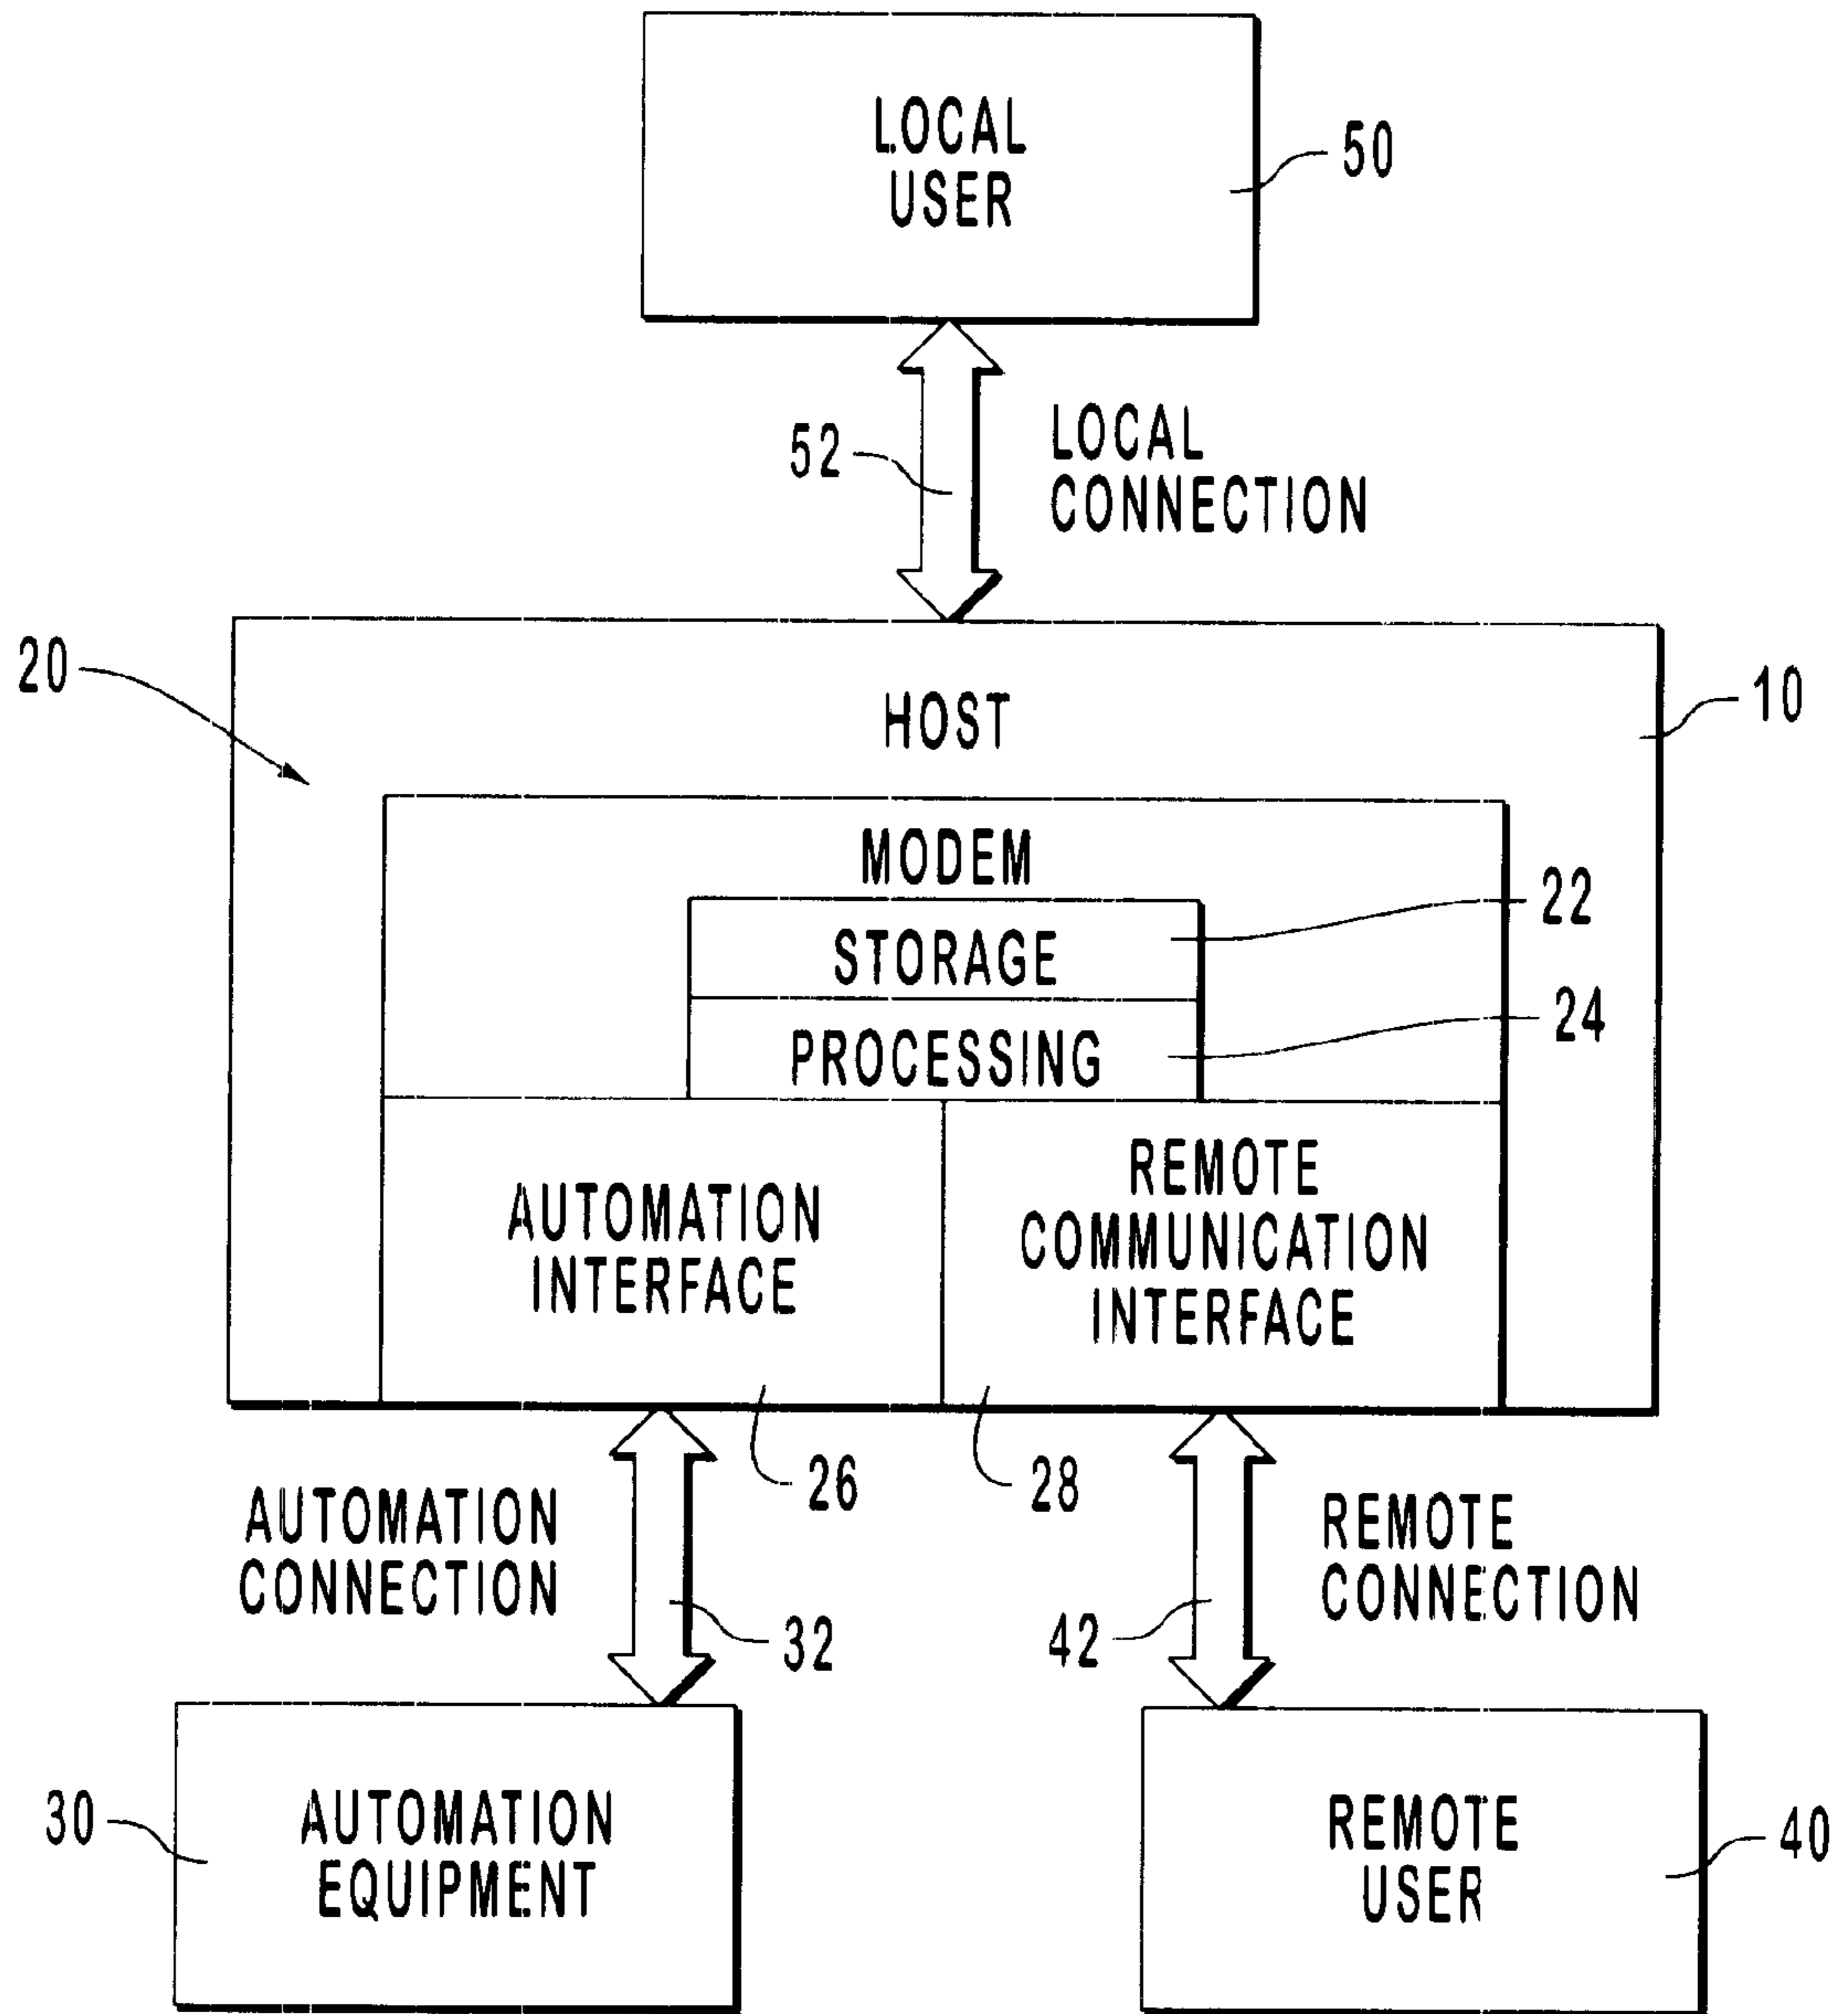 LOCAL
USER
50
52
LOCAL
CONNECTION
20
HOST
10
MODEM
STORAGE
22
PROCESSING
24
AUTOMATION
INTERFACE
REMOTE
COMMUNICATION
INTERFACE
26
28
AUTOMATION
CONNECTION
32
42
REMOTE
CONNECTION
30
AUTOMATION
EQUIPMENT
REMOTE
USER
40